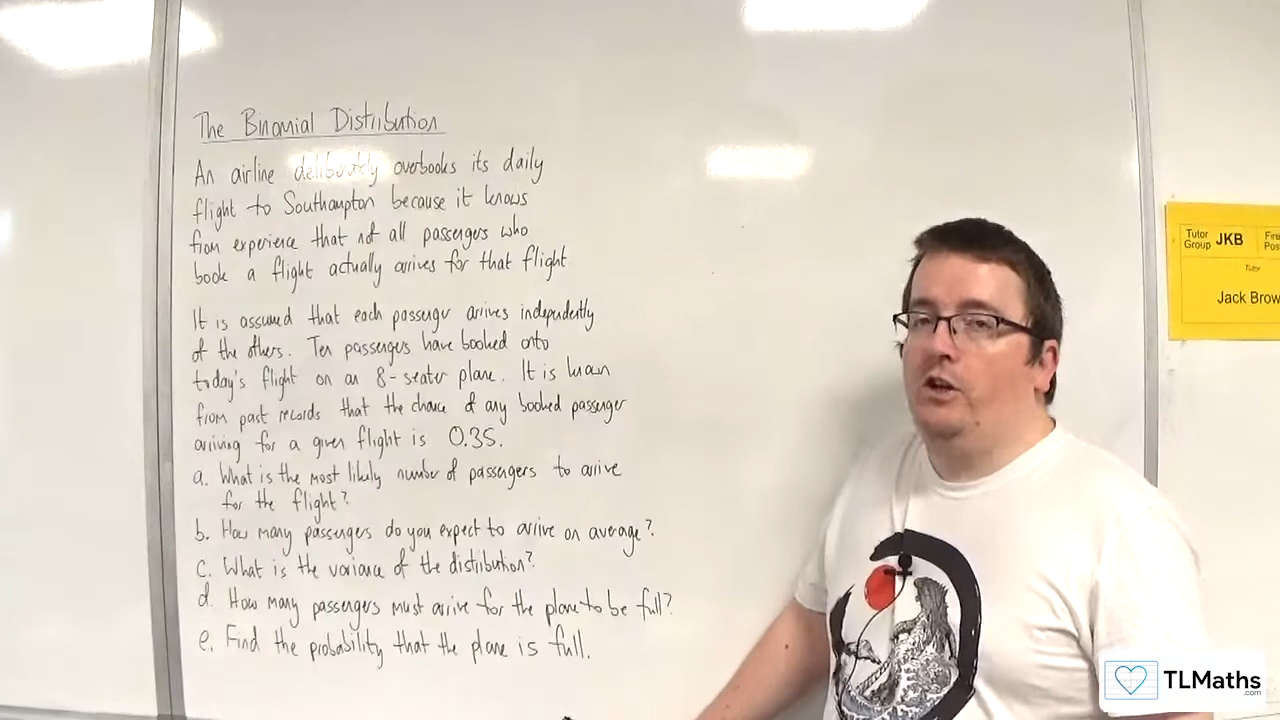 The Binomial Distribution
An airline deliberately overbooks its daily
flight to Southampton because it knows
from experience that not all passengers who
book a flight actually arrives for that flight
It is assumed that each passenger arrives independently
of the others. Ten passengers have booked onto
today's flight on an 8-seater plane. It is known
from past records that the chance of any booked passenger
arriving for a given flight is 0.35.
a. What is the most likely number of passengers to arrive
for the flight?
b. How many passengers do you expect to arrive on average?
c. What is the variance of the distribution?
d. How many passengers must arrive for the plane to be full?
e. Find the probability that the plane is full.
Tutor
Group JKB
Tutor
Jack Brow
TLMaths
.com